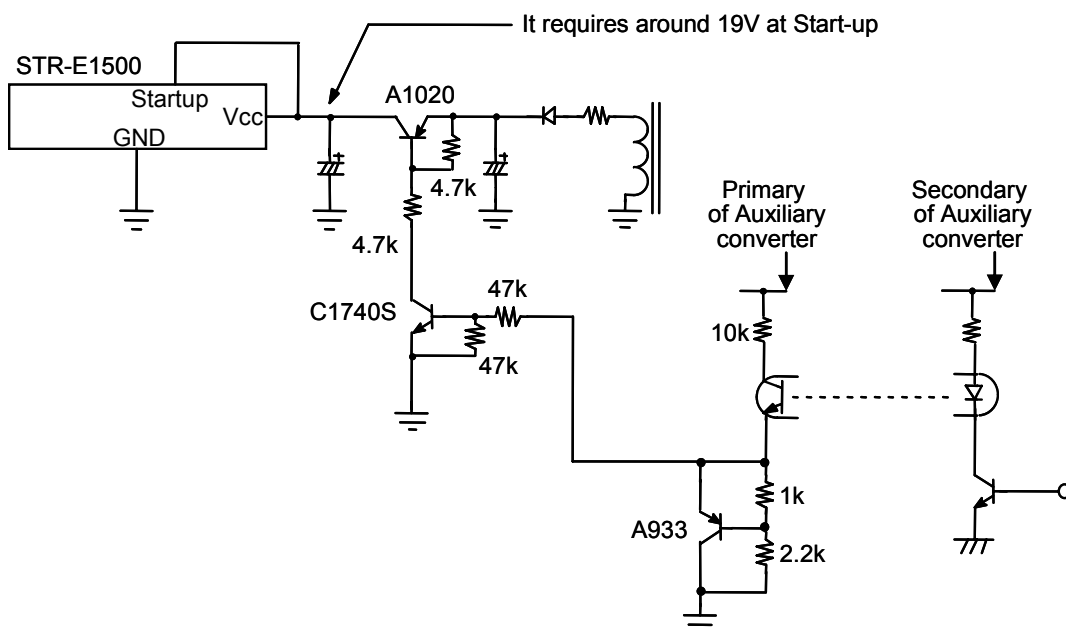 It requires around 19V at Start-up
STR-E1500
Startup
Vcc
GND
A1020
4.7k
4.7k
Primary
of Auxiliary
converter
Secondary
of Auxiliary
converter
C1740S
47k
47k
10k
1k
A933
2.2k